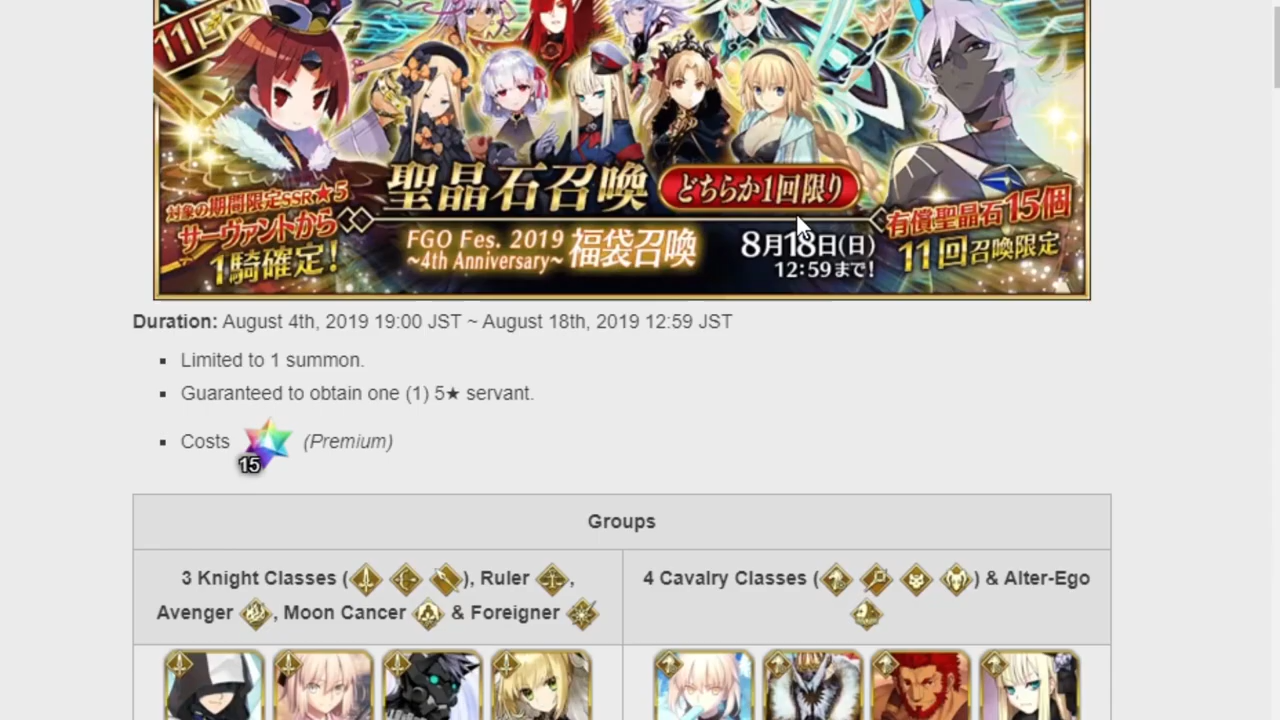 11回
聖晶石召喚
どちらか1回限り
対象の期間限定SSR★5
サーヴァントから
1騎確定!
FGO Fes. 2019
~4th Anniversary~
福袋召喚
8月18日(日)
12:59まで!
有償聖晶石15個
11回召喚限定
Duration: August 4th, 2019 19:00 JST ~ August 18th, 2019 12:59 JST
▪ Limited to 1 summon.
▪ Guaranteed to obtain one (1) 5★ servant.
▪ Costs 15 (Premium)
Groups
3 Knight Classes ( ), Ruler ,
Avenger , Moon Cancer & Foreigner
4 Cavalry Classes ( ) & Alter-Ego